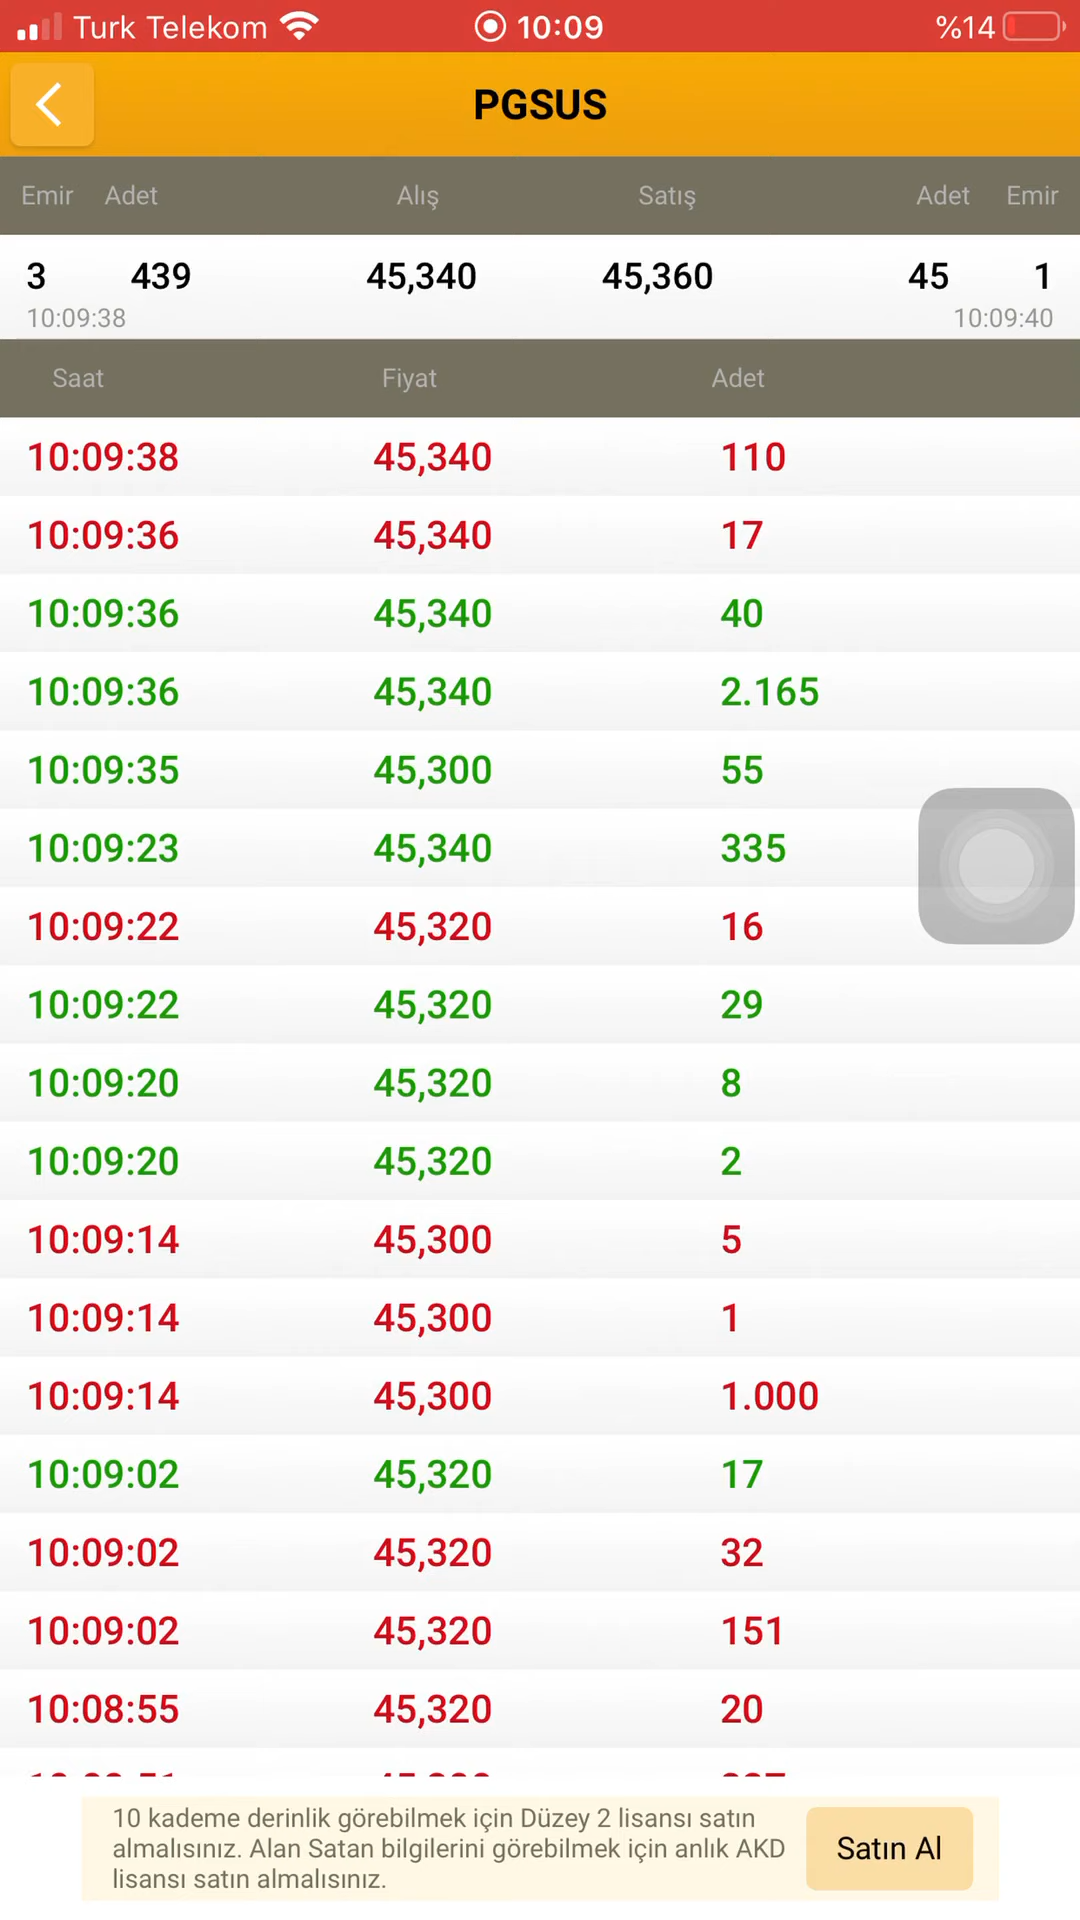 Turk Telekom 10:09 %14
PGSUS
Emir Adet Alış Satış Adet Emir
3 439 45,340 45,360 45 1
10:09:38 10:09:40
Saat Fiyat Adet
10:09:38 45,340 110
10:09:36 45,340 17
10:09:36 45,340 40
10:09:36 45,340 2.165
10:09:35 45,300 55
10:09:23 45,340 335
10:09:22 45,320 16
10:09:22 45,320 29
10:09:20 45,320 8
10:09:20 45,320 2
10:09:14 45,300 5
10:09:14 45,300 1
10:09:14 45,300 1.000
10:09:02 45,320 17
10:09:02 45,320 32
10:09:02 45,320 151
10:08:55 45,320 20
10 kademe derinlik görebilmek için Düzey 2 lisansı satın
almalısınız. Alan Satan bilgilerini görebilmek için anlık AKD
lisansı satın almalısınız.
Satın Al